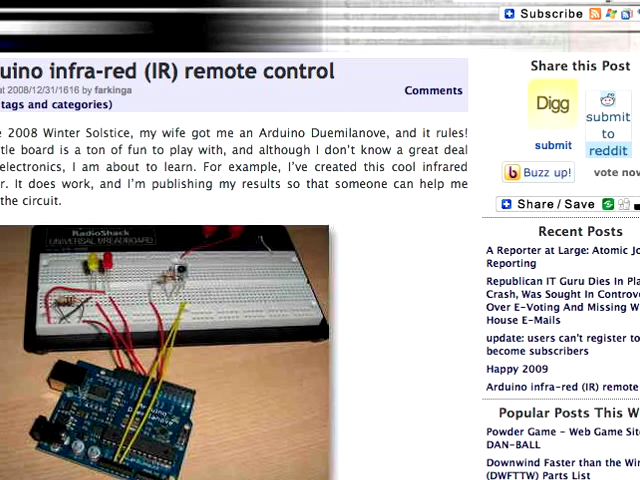 Subscribe
uino infra-red (IR) remote control
at 2008/12/31/1616 by farkinga
tags and categories)
Comments
e 2008 Winter Solstice, my wife got me an Arduino Duemilanove, and it rules!
tle board is a ton of fun to play with, and although I don't know a great deal
electronics, I am about to learn. For example, I've created this cool infrared
r. It does work, and I'm publishing my results so that someone can help me
the circuit.
RadioShack
UNIVERSAL BREADBOARD
Arduino
Duemilanove
Share this Post
Digg
submit
submit
to
reddit
Buzz up!
vote now
Share / Save
Recent Posts
A Reporter at Large: Atomic Jo
Reporting
Republican IT Guru Dies In Pla
Crash, Was Sought In Controve
Over E-Voting And Missing W
House E-Mails
update: users can't register to
become subscribers
Happy 2009
Arduino infra-red (IR) remote
Popular Posts This W
Powder Game - Web Game Site
DAN-BALL
Downwind Faster than the Win
(DWFTTW) Parts List